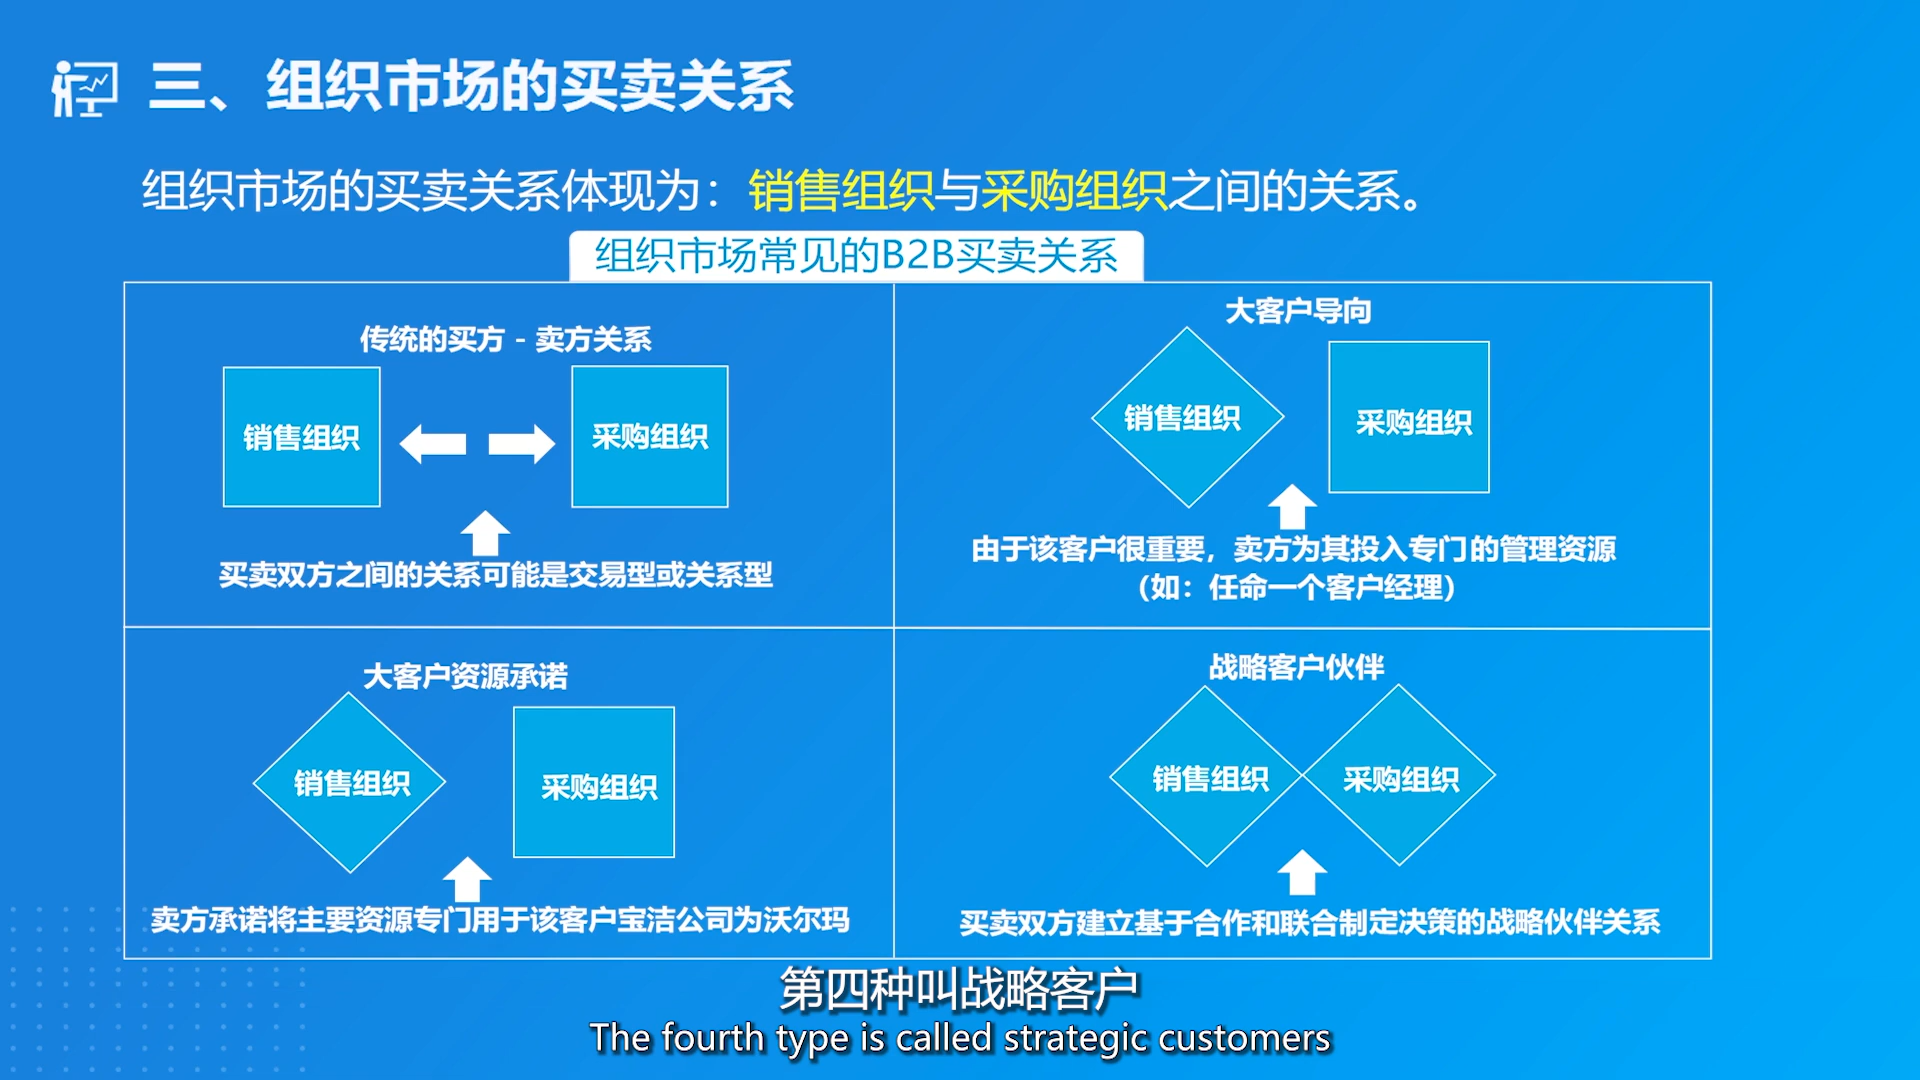 三、组织市场的买卖关系
组织市场的买卖关系体现为：销售组织与采购组织之间的关系。
组织市场常见的B2B买卖关系
传统的买方 - 卖方关系
销售组织
采购组织
买卖双方之间的关系可能是交易型或关系型
大客户导向
销售组织
采购组织
由于该客户很重要，卖方为其投入专门的管理资源
（如：任命一个客户经理）
大客户资源承诺
销售组织
采购组织
卖方承诺将主要资源专门用于该客户宝洁公司为沃尔玛
战略客户伙伴
销售组织
采购组织
买卖双方建立基于合作和联合制定决策的战略伙伴关系
第四种叫战略客户
The fourth type is called strategic customers